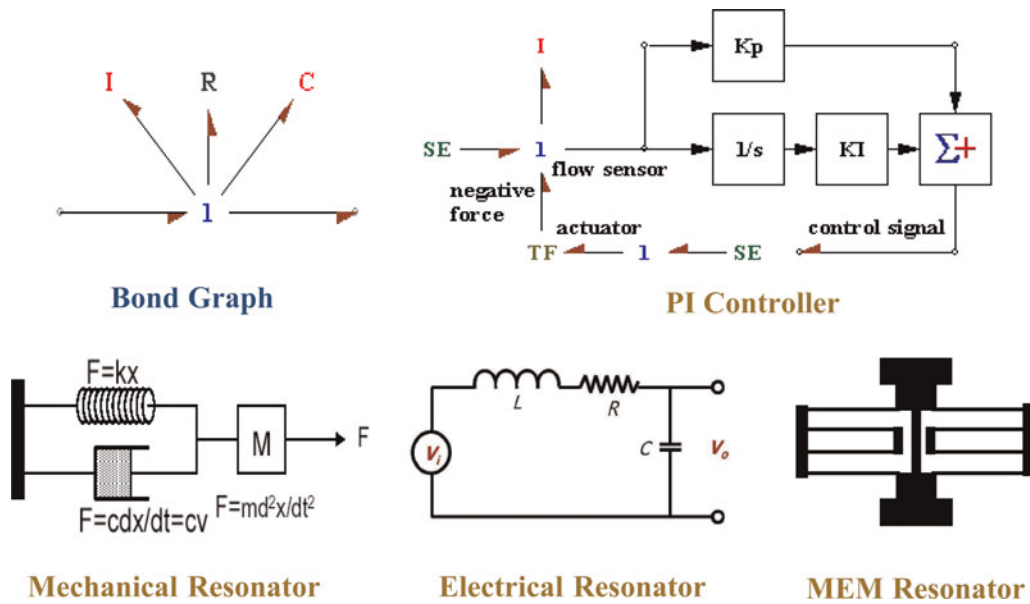 I R C
1
Bond Graph
I
Kp
SE 1 flow sensor 1/s KI Σ+
negative
force
actuator control signal
TF 1 SE
PI Controller
F=kx
M F
F=cdx/dt=cv F=md²x/dt²
Mechanical Resonator
L R
Vi C Vo
Electrical Resonator
MEM Resonator